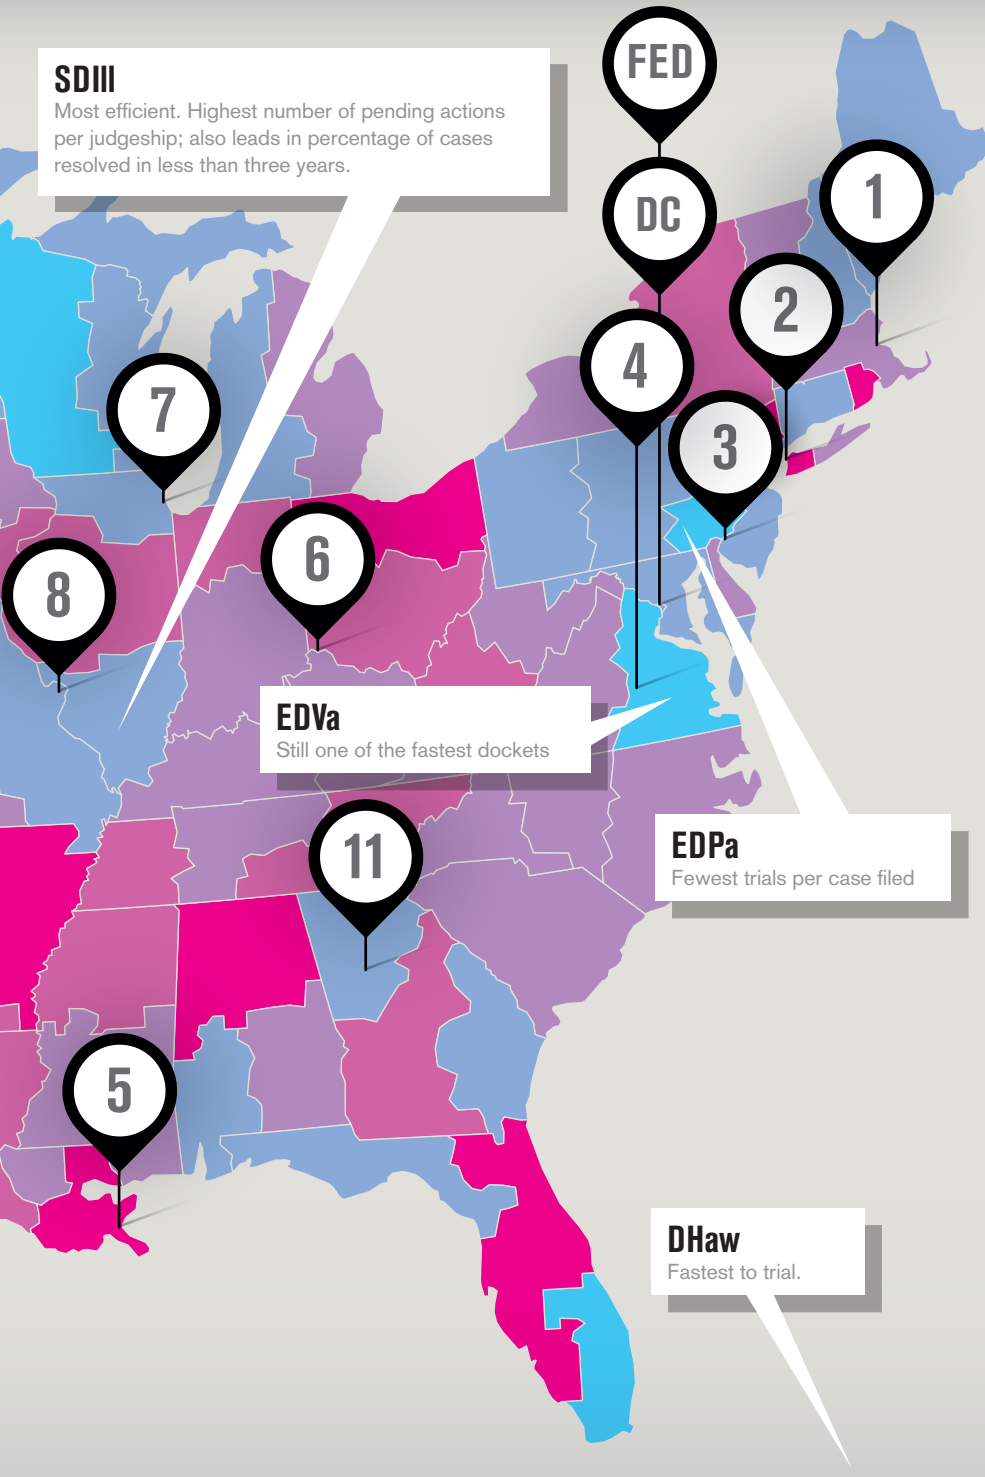 FED
SDIll
Most efficient. Highest number of pending actions
per judgeship; also leads in percentage of cases
resolved in less than three years.
1
DC
2
4
7
3
6
8
EDVa
Still one of the fastest dockets
11
EDPa
Fewest trials per case filed
5
DHaw
Fastest to trial.